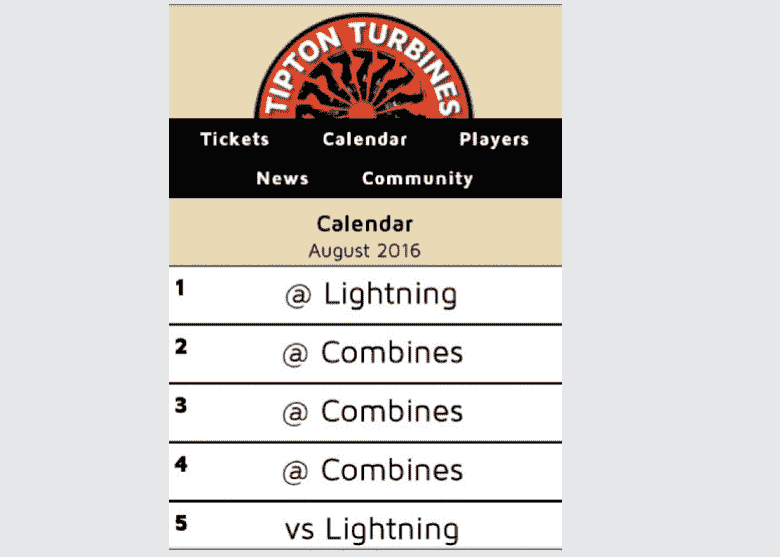 TIPTON TURBINES
Tickets Calendar Players
News Community
Calendar
August 2016
1 @ Lightning
2 @ Combines
3 @ Combines
4 @ Combines
5 vs Lightning